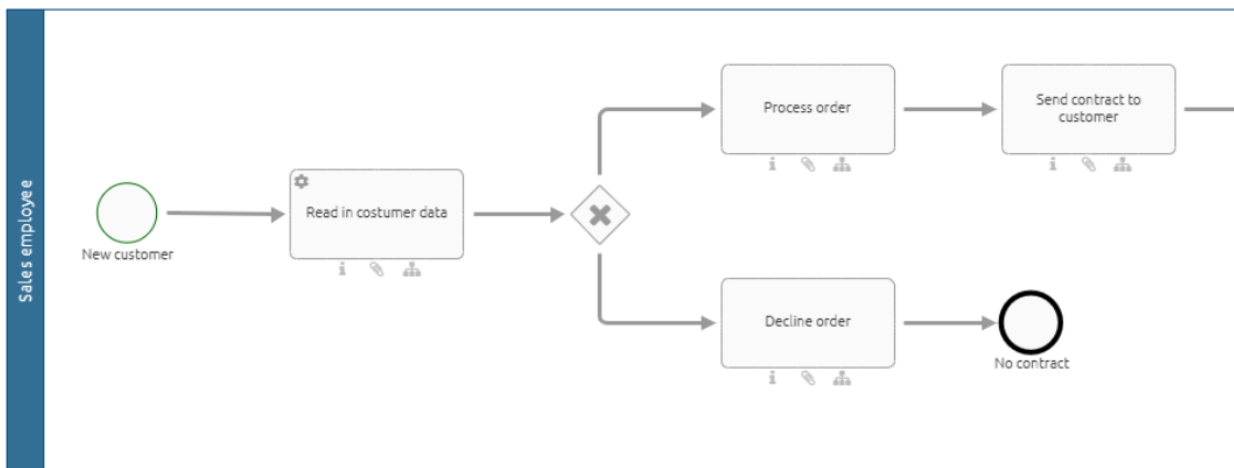 Sales employee
New customer
Read in costumer data
Process order
Send contract to
customer
Decline order
No contract